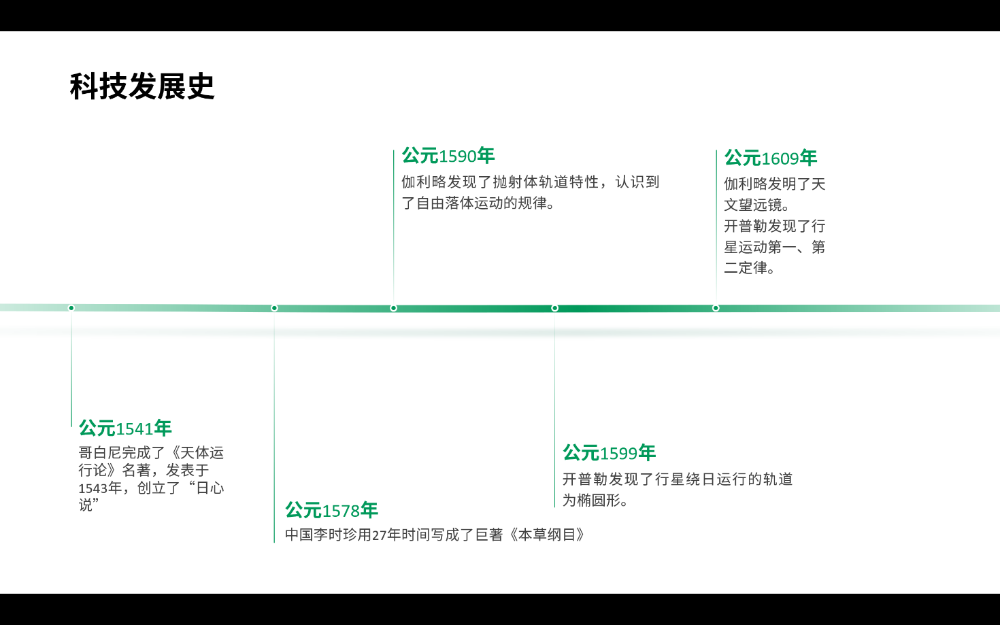 科技发展史
公元1590年
伽利略发现了抛射体轨道特性，认识到
了自由落体运动的规律。
公元1609年
伽利略发明了天
文望远镜。
开普勒发现了行
星运动第一、第
二定律。
公元1541年
哥白尼完成了《天体运
行论》名著，发表于
1543年，创立了“日心
说”
公元1578年
中国李时珍用27年时间写成了巨著《本草纲目》
公元1599年
开普勒发现了行星绕日运行的轨道
为椭圆形。